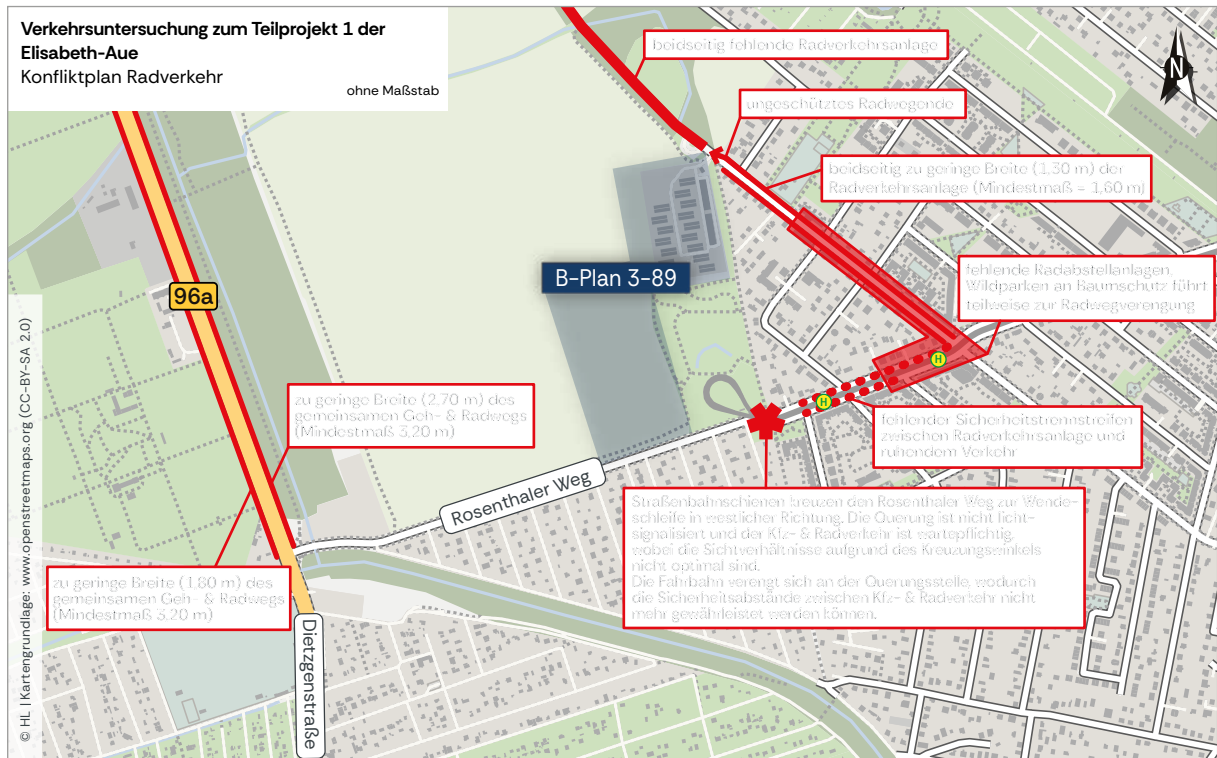 Verkehrsuntersuchung zum Teilprojekt 1 der
Elisabeth-Aue
Konfliktplan Radverkehr
ohne Maßstab
beidseitig fehlende Radverkehrsanlage
N
ungeschütztes Radwegende
beidseitig zu geringe Breite (1,30 m) der
Radverkehrsanlage (Mindestmaß = 1,60 m)
fehlende Radabstellanlagen,
Wildparken an Baumschutz führt
teilweise zur Radwegverengung
B-Plan 3-89
96a
H
H
zu geringe Breite (2,70 m) des
gemeinsamen Geh- & Radwegs
(Mindestmaß 3,20 m)
fehlender Sicherheitstrennstreifen
zwischen Radverkehrsanlage und
ruhendem Verkehr
Rosenthaler Weg
Straßenbahnschienen kreuzen den Rosenthaler Weg zur Wende-
schleife in westlicher Richtung. Die Querung ist nicht licht-
signalisiert und der Kfz- & Radverkehr ist wartepflichtig,
wobei die Sichtverhältnisse aufgrund des Kreuzungswinkels
nicht optimal sind.
Die Fahrbahn verengt sich an der Querungsstelle, wodurch
die Sicherheitsabstände zwischen Kfz- & Radverkehr nicht
mehr gewährleistet werden können.
zu geringe Breite (1,80 m) des
gemeinsamen Geh- & Radwegs
(Mindestmaß 3,20 m)
Dietzgenstraße
© HL | Kartengrundlage: www.openstreetmaps.org (CC-BY-SA 2.0)